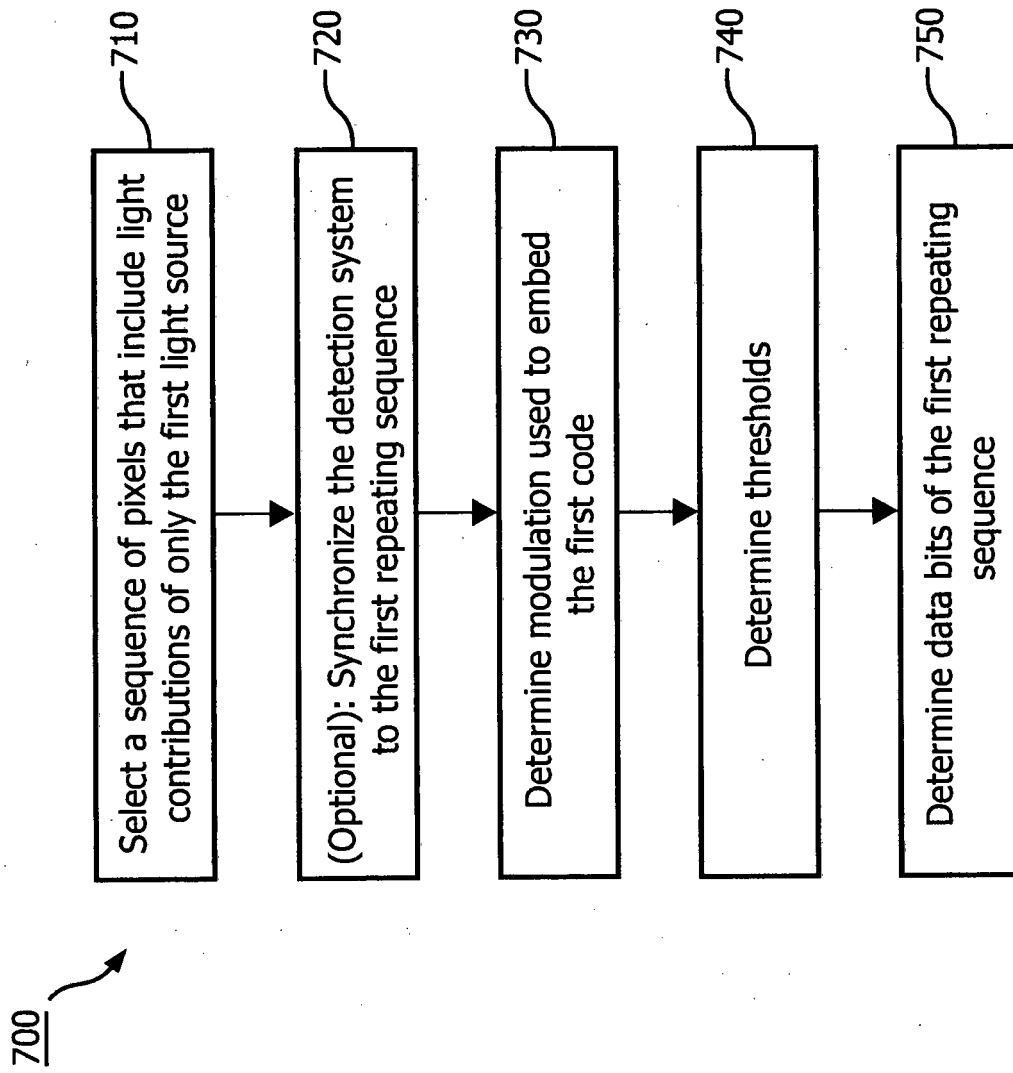 700
Select a sequence of pixels that include light
contributions of only the first light source
710
(Optional): Synchronize the detection system
to the first repeating sequence
720
Determine modulation used to embed
the first code
730
Determine thresholds
740
Determine data bits of the first repeating
sequence
750